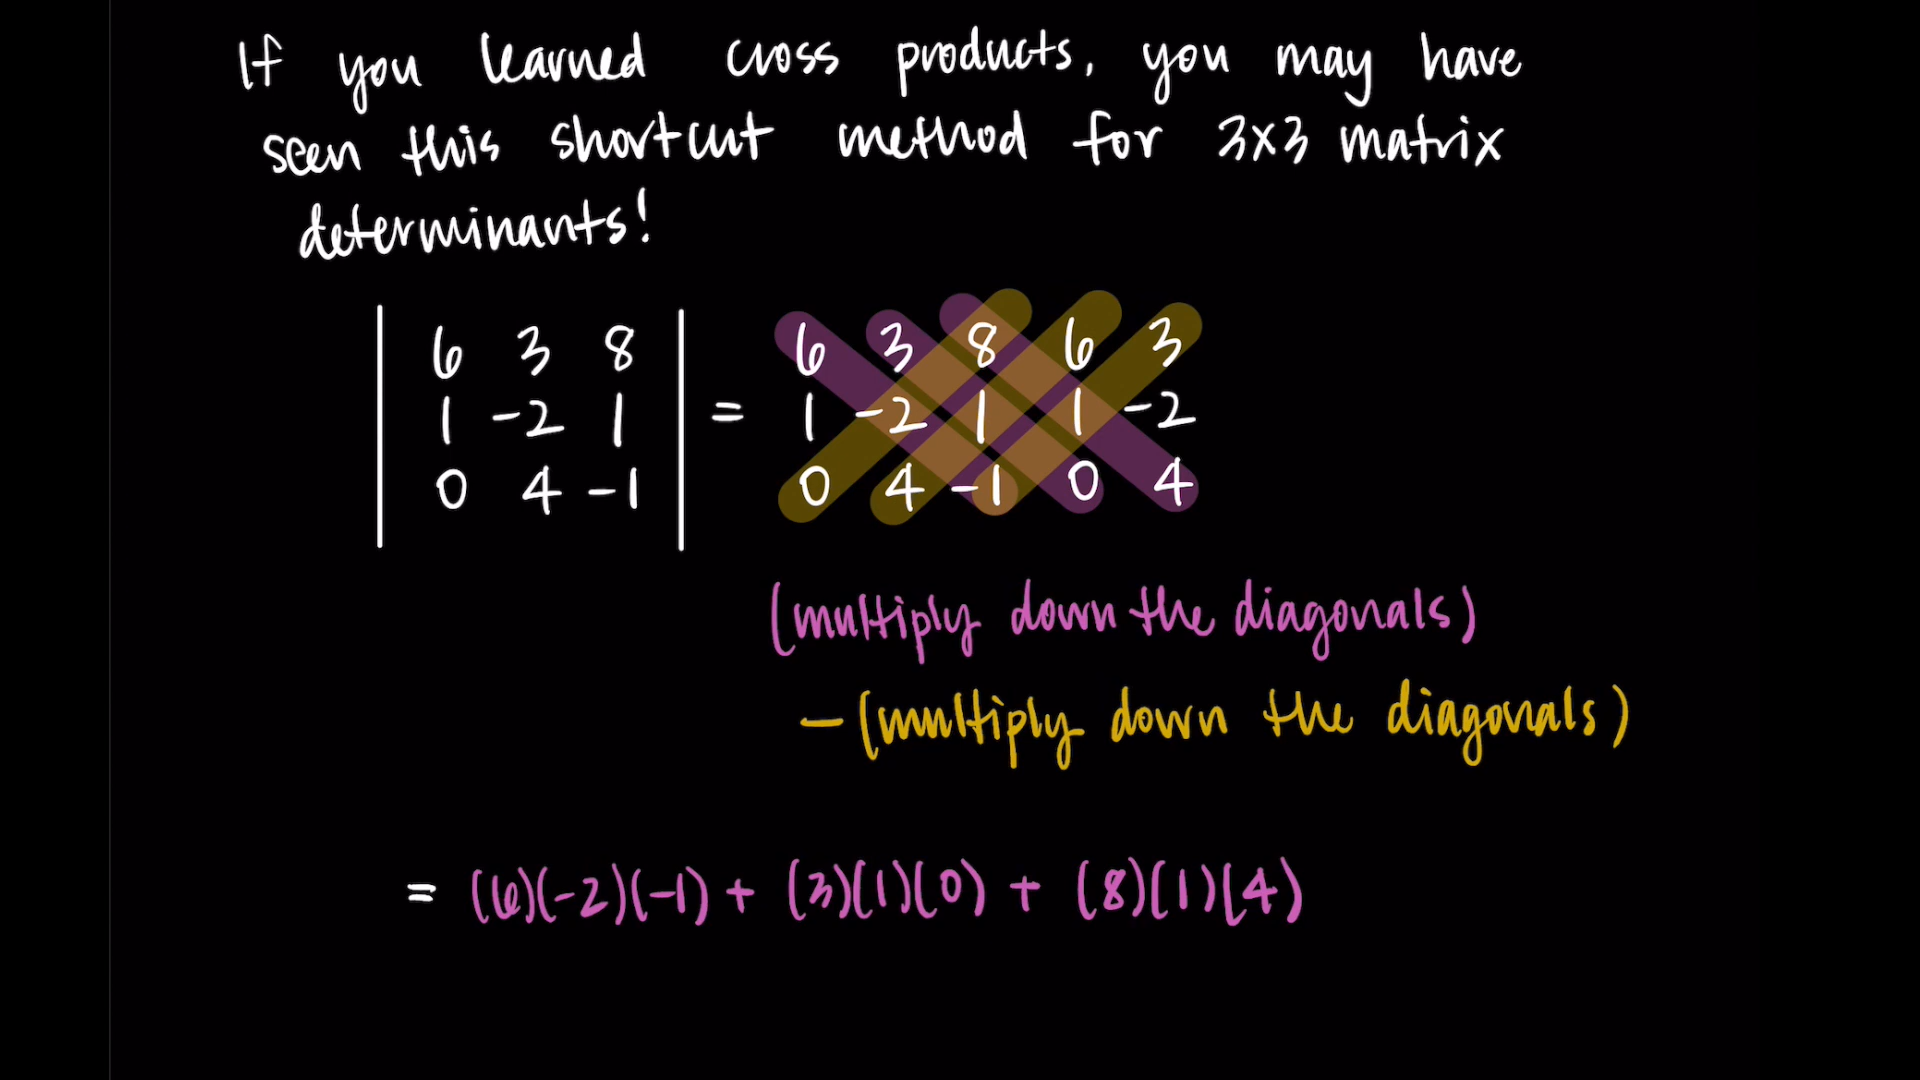 If you learned cross products, you may have
seen this shortcut method for 3x3 matrix
determinants!
| 6 3 8 | = 6 3 8 6 3
| 1 -2 1 | 1 -2 1 1 -2
| 0 4 -1 | 0 4 -1 0 4
(multiply down the diagonals)
- (multiply down the diagonals)
= (6)(-2)(-1) + (3)(1)(0) + (8)(1)(4)